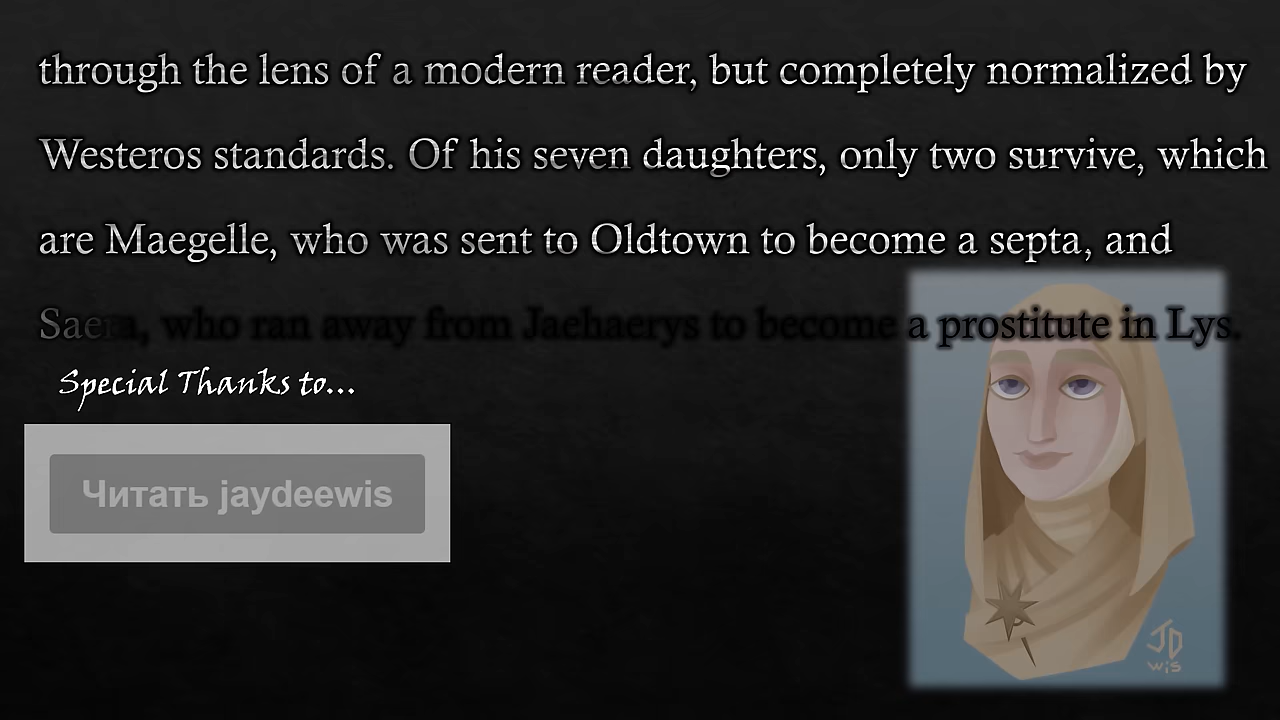 through the lens of a modern reader, but completely normalized by
Westeros standards. Of his seven daughters, only two survive, which
are Maegelle, who was sent to Oldtown to become a septa, and
Saera, who ran away from Jaehaerys to become a prostitute in Lys.
Special Thanks to...
Читать jaydeewis
JD
wis